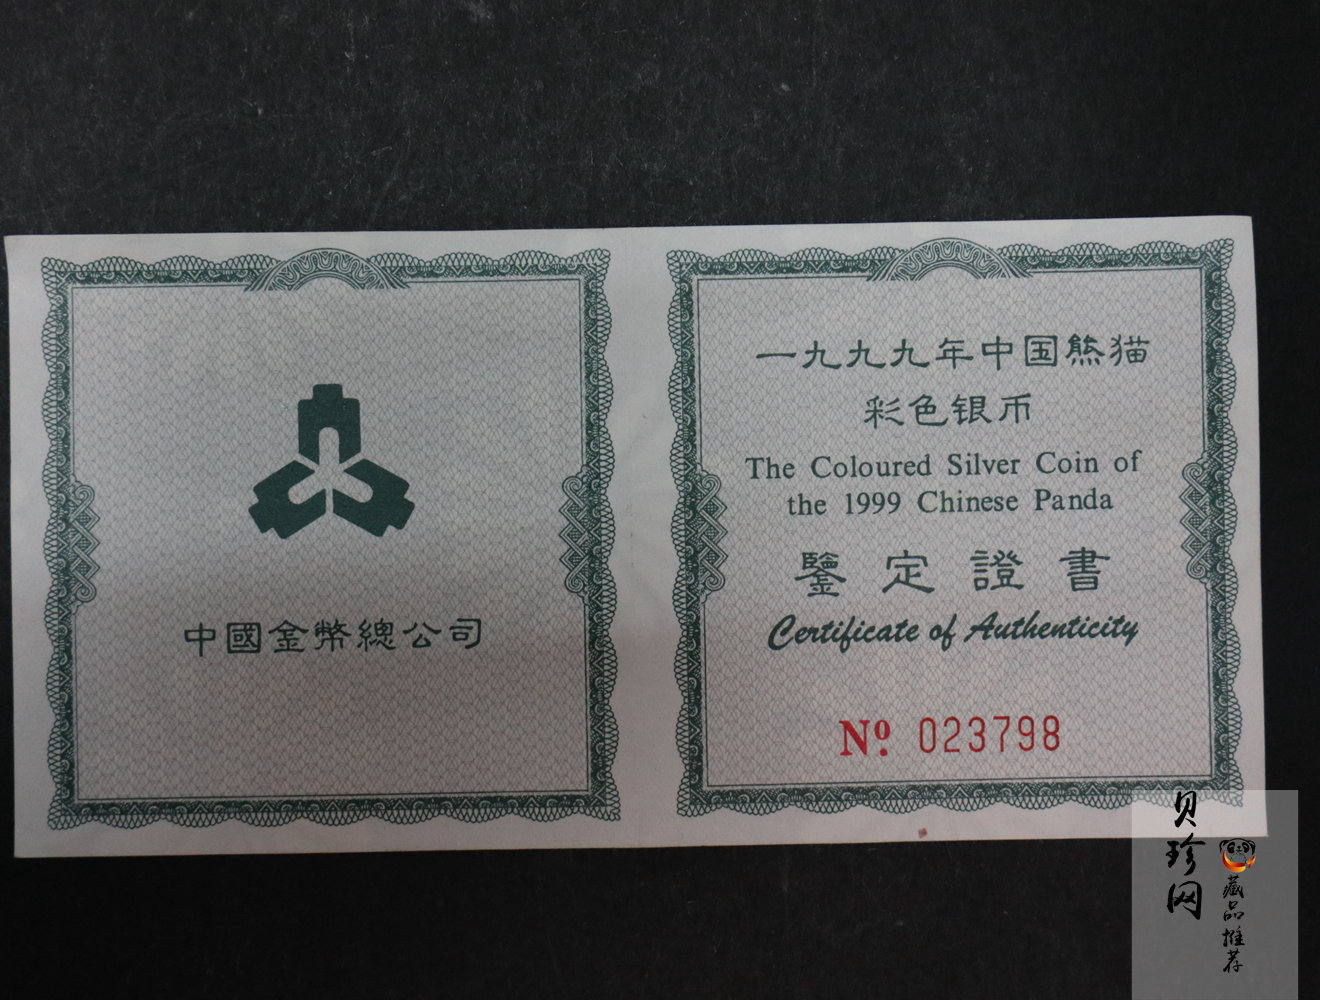 中國金幣總公司
一九九九年中国熊猫
彩色银币
The Coloured Silver Coin of
the 1999 Chinese Panda
鑒定證書
Certificate of Authenticity
Nº 023798
贝珍网
藏品推荐